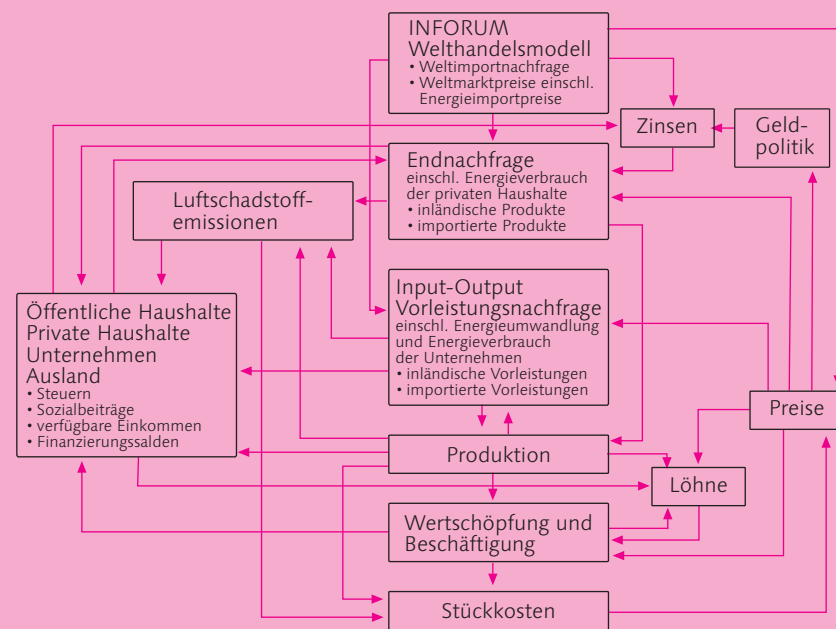 INFORUM
Welthandelsmodell
• Weltimportnachfrage
• Weltmarktpreise einschl.
Energieimportpreise
Zinsen
Geld-
politik
Endnachfrage
einschl. Energieverbrauch
der privaten Haushalte
• inländische Produkte
• importierte Produkte
Luftschadstoff-
emissionen
Input-Output
Vorleistungsnachfrage
einschl. Energieumwandlung
und Energieverbrauch
der Unternehmen
• inländische Vorleistungen
• importierte Vorleistungen
Öffentliche Haushalte
Private Haushalte
Unternehmen
Ausland
• Steuern
• Sozialbeiträge
• verfügbare Einkommen
• Finanzierungssalden
Preise
Produktion
Löhne
Wertschöpfung und
Beschäftigung
Stückkosten